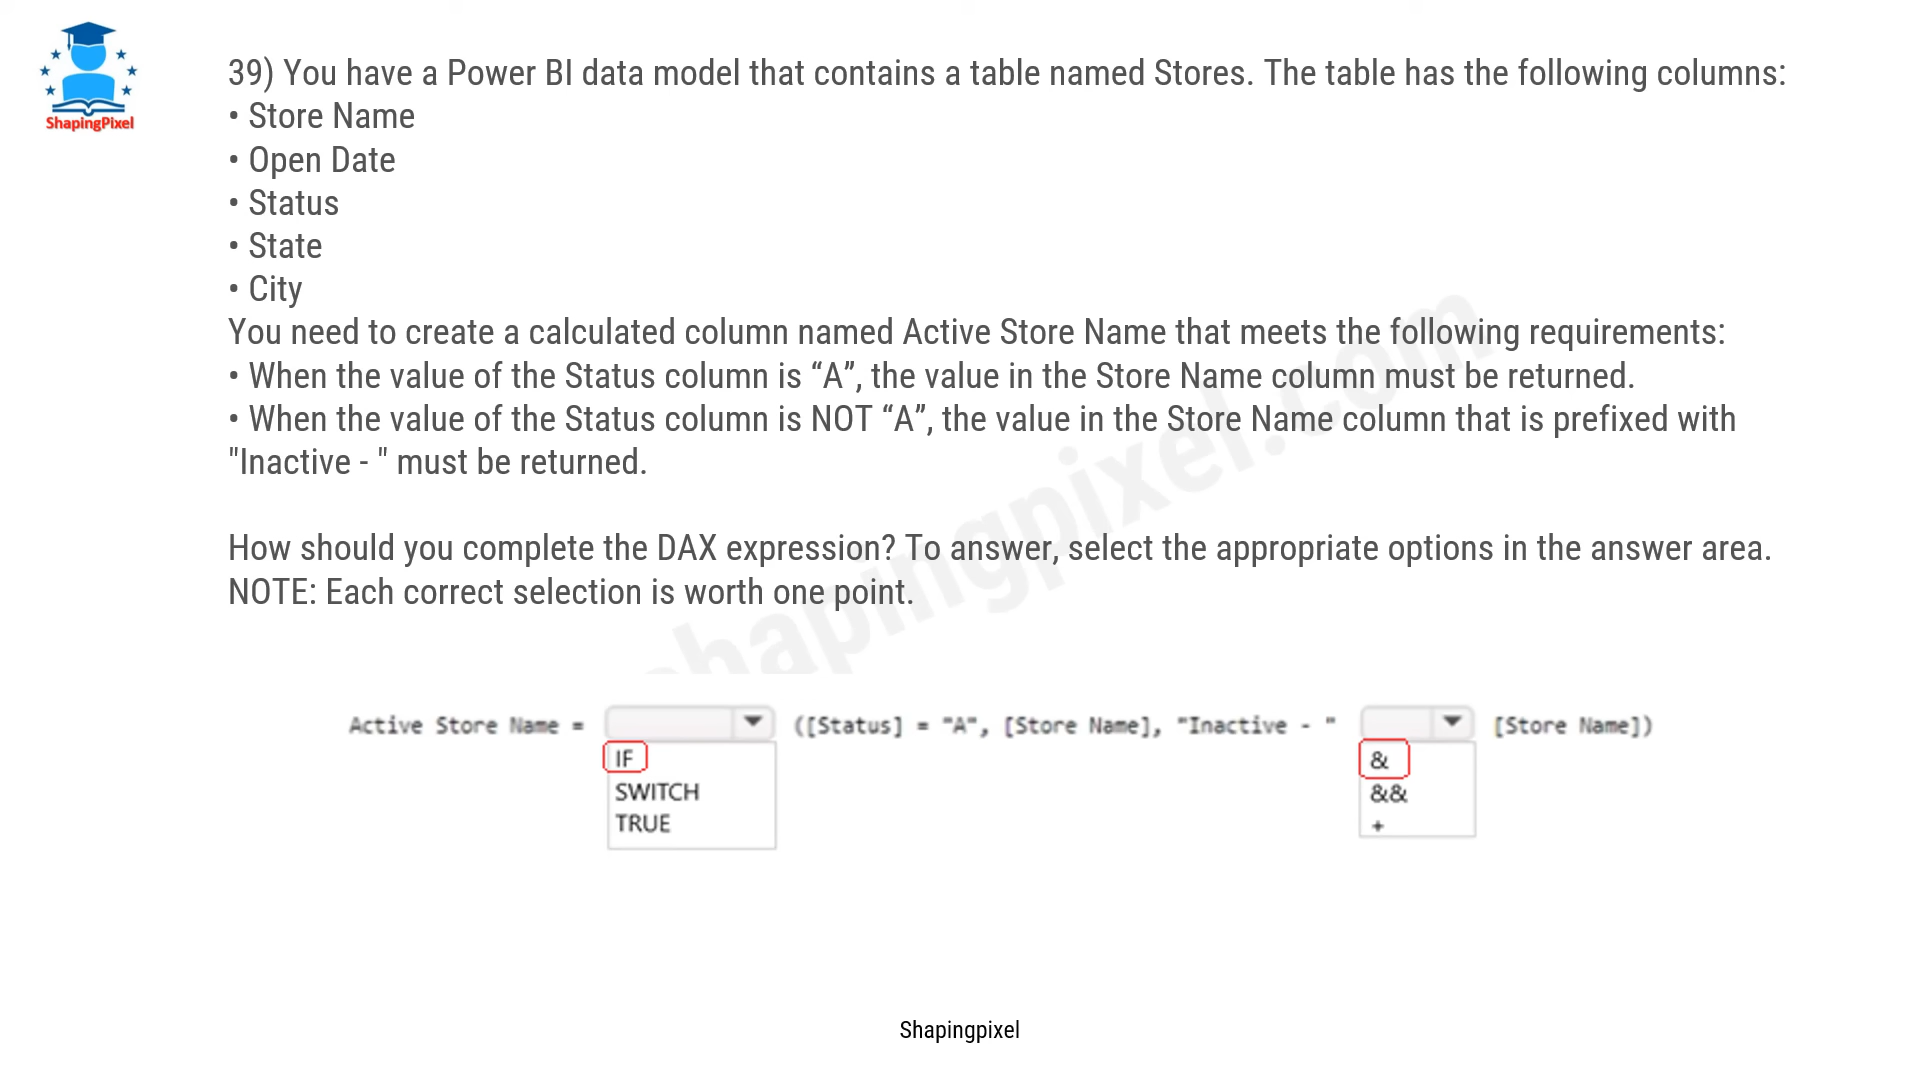 ShapingPixel
39) You have a Power BI data model that contains a table named Stores. The table has the following columns:
• Store Name
• Open Date
• Status
• State
• City
You need to create a calculated column named Active Store Name that meets the following requirements:
• When the value of the Status column is “A”, the value in the Store Name column must be returned.
• When the value of the Status column is NOT “A”, the value in the Store Name column that is prefixed with
"Inactive - " must be returned.
How should you complete the DAX expression? To answer, select the appropriate options in the answer area.
NOTE: Each correct selection is worth one point.
shapingpixel.com
Active Store Name = ([Status] = "A", [Store Name], "Inactive - " [Store Name])
IF
SWITCH
TRUE
&
&&
+
Shapingpixel